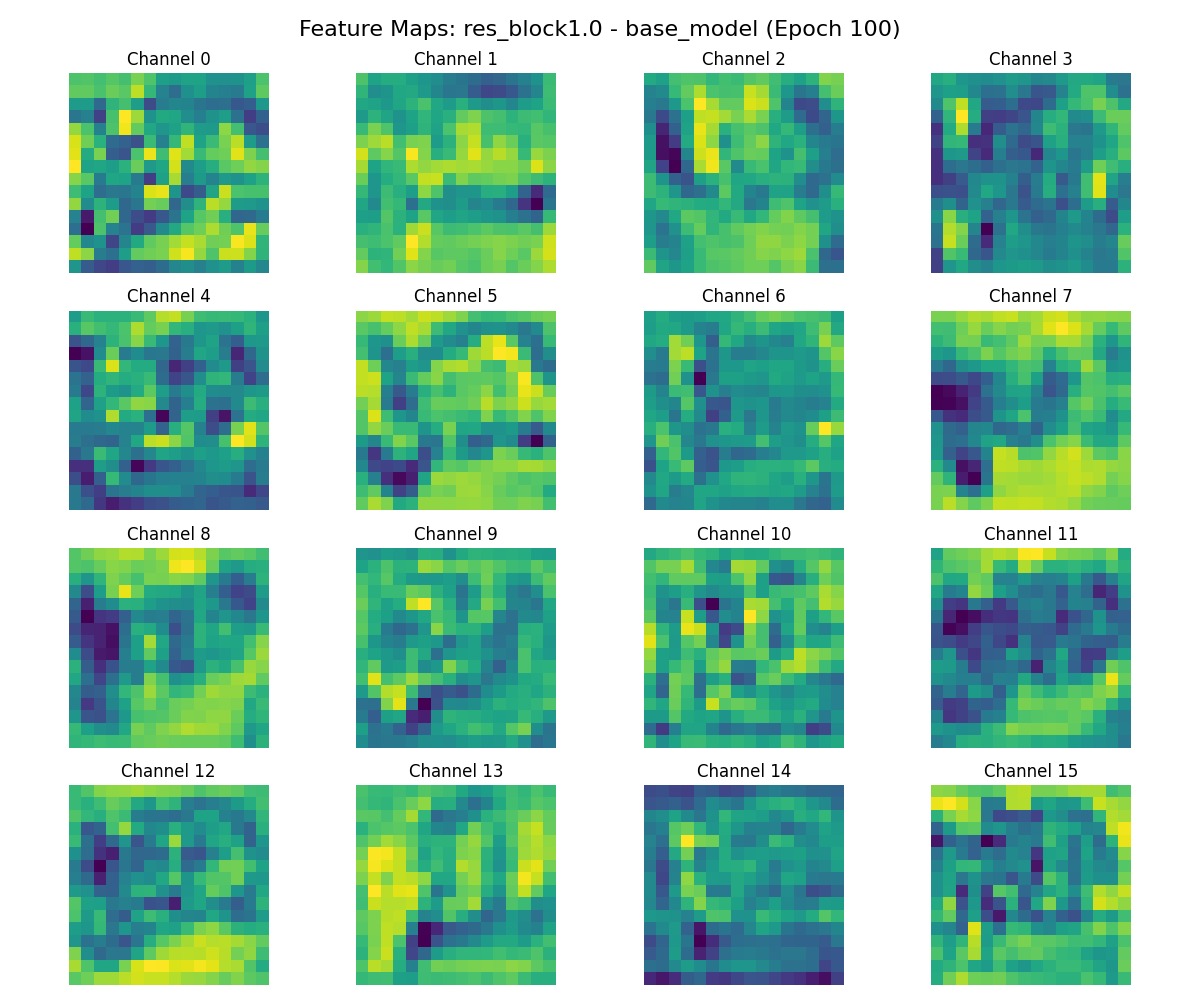 Feature Maps: res_block1.0 - base_model (Epoch 100)
Channel 0 Channel 1 Channel 2 Channel 3
Channel 4 Channel 5 Channel 6 Channel 7
Channel 8 Channel 9 Channel 10 Channel 11
Channel 12 Channel 13 Channel 14 Channel 15